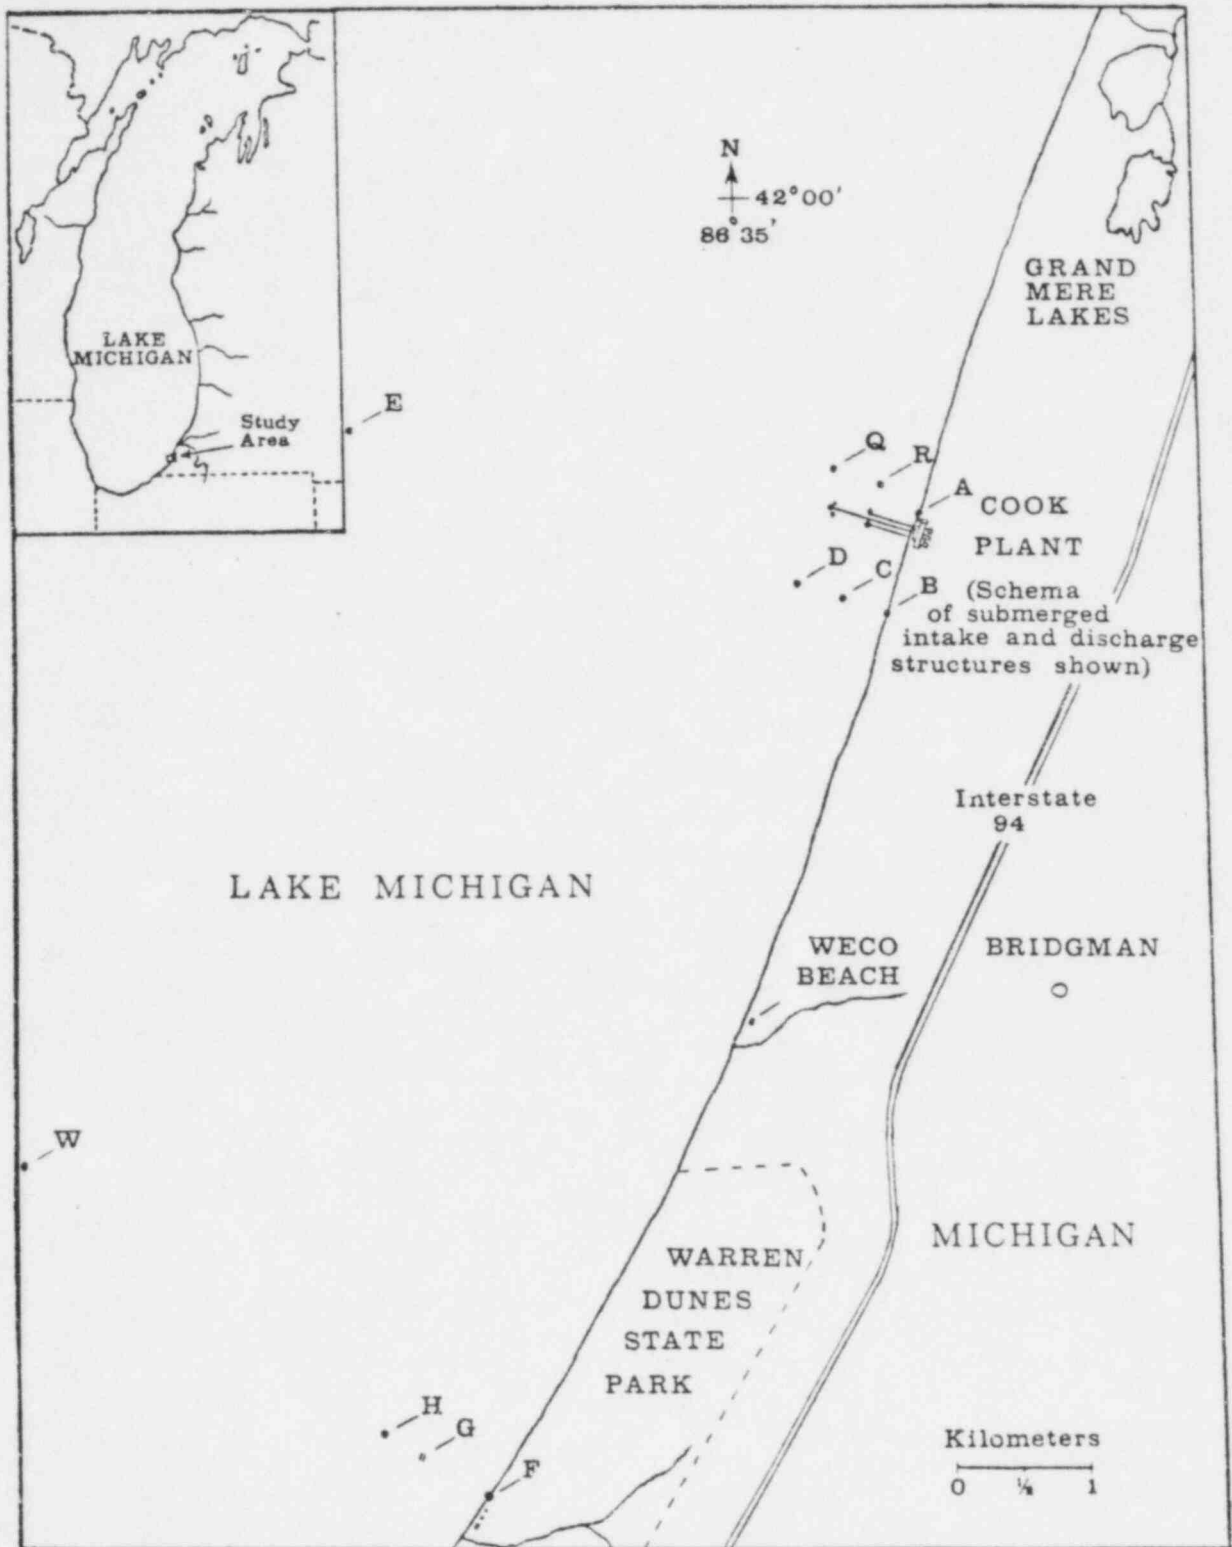 N
42°00'
86°35'
GRAND
MERE
LAKES
LAKE
MICHIGAN
Study
Area
E
Q
R
A
COOK
PLANT
D
C
B
(Schema
of submerged
intake and discharge
structures shown)
Interstate
94
LAKE MICHIGAN
WECO
BEACH
BRIDGMAN
W
MICHIGAN
WARREN
DUNES
STATE
PARK
H
G
F
Kilometers
0 ½ 1